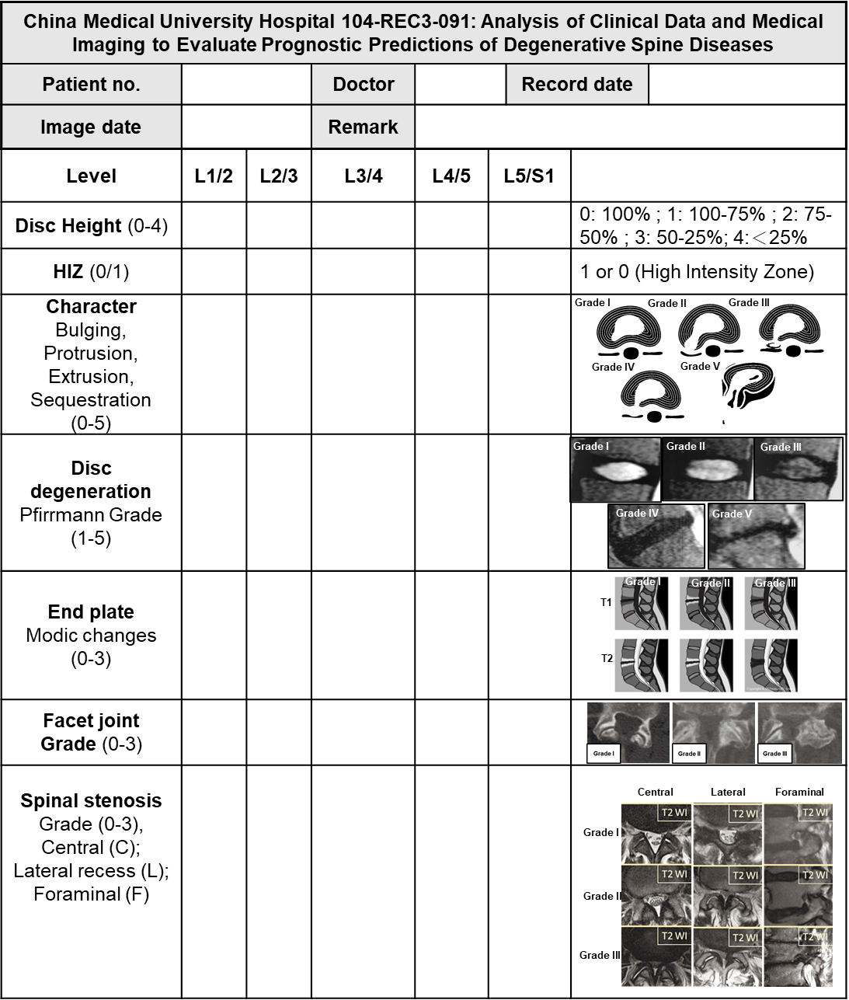 China Medical University Hospital 104-REC3-091: Analysis of Clinical Data and Medical
Imaging to Evaluate Prognostic Predictions of Degenerative Spine Diseases
Patient no. Doctor Record date
Image date Remark
Level L1/2 L2/3 L3/4 L4/5 L5/S1
Disc Height (0-4)
0: 100% ; 1: 100-75% ; 2: 75-
50% ; 3: 50-25%; 4:＜25%
HIZ (0/1)
1 or 0 (High Intensity Zone)
Character
Bulging,
Protrusion,
Extrusion,
Sequestration
(0-5)
Grade I Grade II Grade III
Grade IV Grade V
Disc
degeneration
Pfirrmann Grade
(1-5)
Grade I Grade II Grade III
Grade IV Grade V
End plate
Modic changes
(0-3)
Grade I Grade II Grade III
T1
T2
Facet joint
Grade (0-3)
Grade I Grade II Grade III
Spinal stenosis
Grade (0-3),
Central (C);
Lateral recess (L);
Foraminal (F)
Central Lateral Foraminal
T2 WI T2 WI T2 WI
Grade I
T2 WI T2 WI T2 WI
Grade II
T2 WI T2 WI T2 WI
Grade III